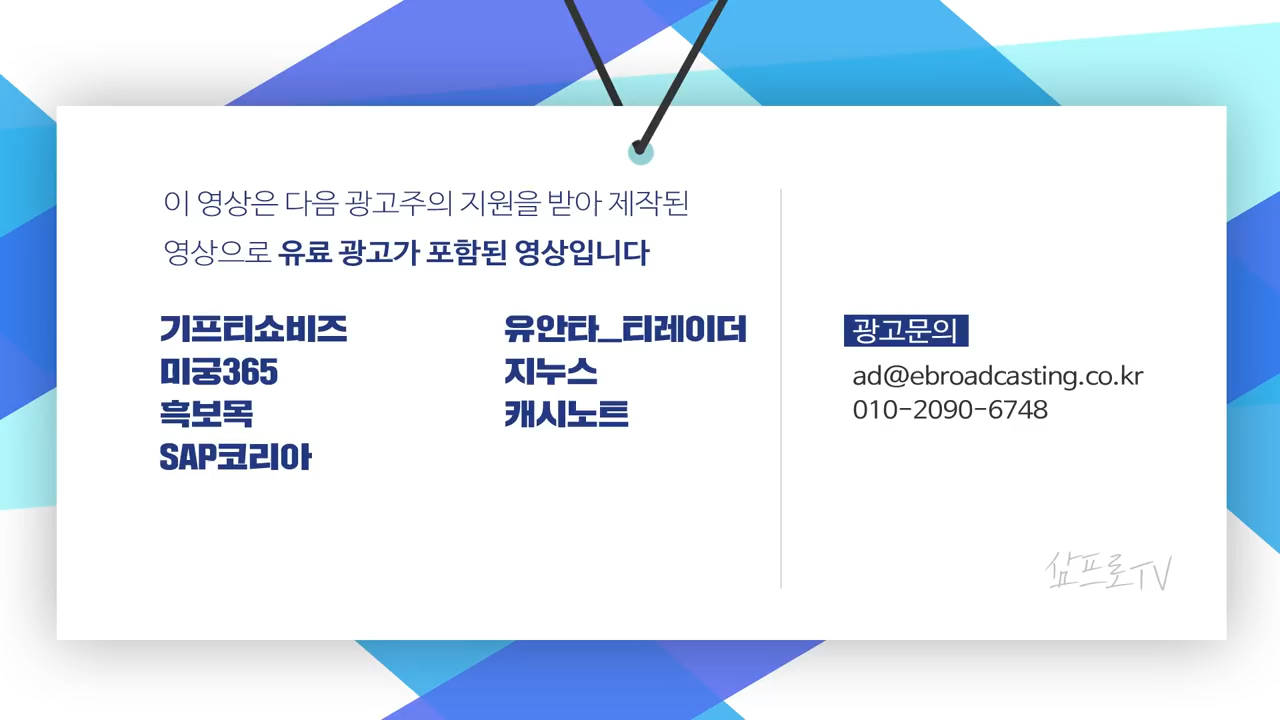 이 영상은 다음 광고주의 지원을 받아 제작된
영상으로 유료 광고가 포함된 영상입니다
기프티쇼비즈
미궁365
흑보목
SAP코리아
유안타_티레이더
지누스
캐시노트
광고문의
ad@ebroadcasting.co.kr
010-2090-6748
삼프로TV